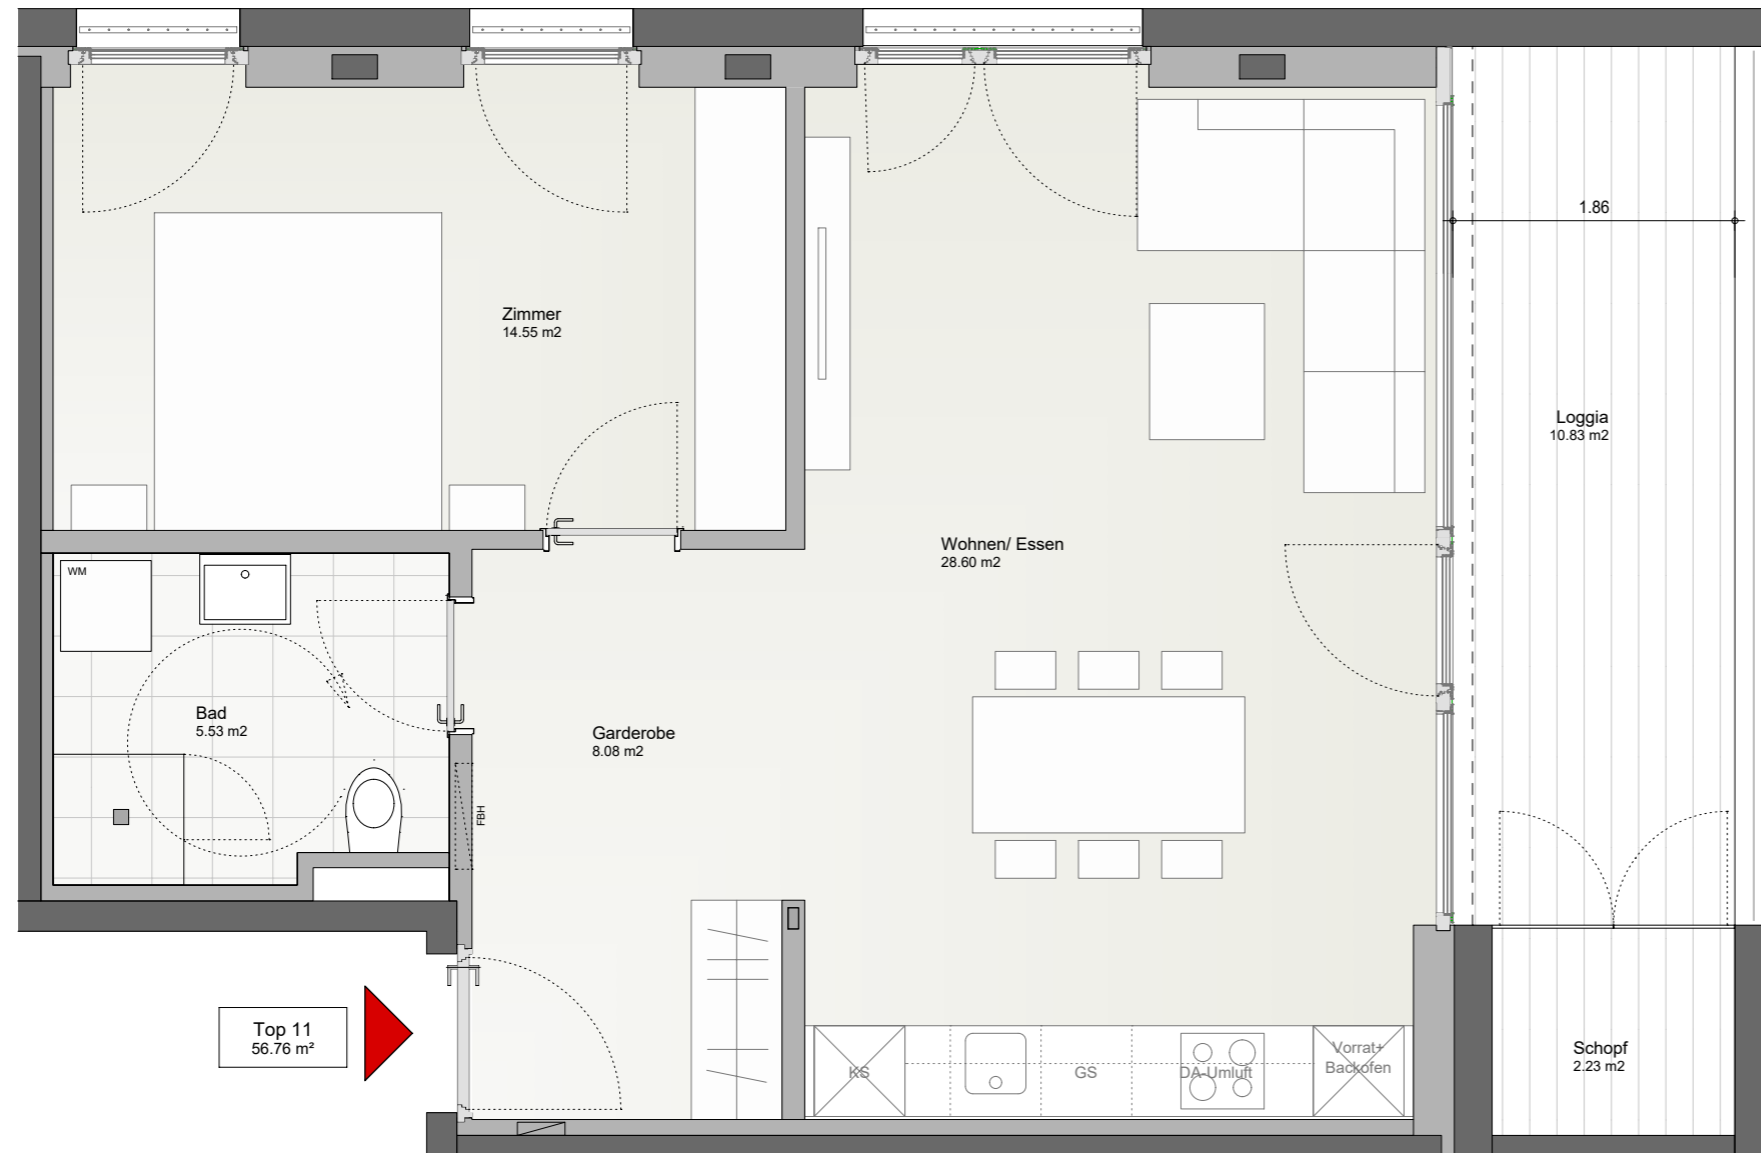 1.86
Zimmer
14.55 m2
Loggia
10.83 m2
Wohnen/ Essen
28.60 m2
WM
Bad
5.53 m2
Garderobe
8.08 m2
FBH
Top 11
56.76 m²
KS
GS
DA-Umluft
Vorrat+
Backofen
Schopf
2.23 m2